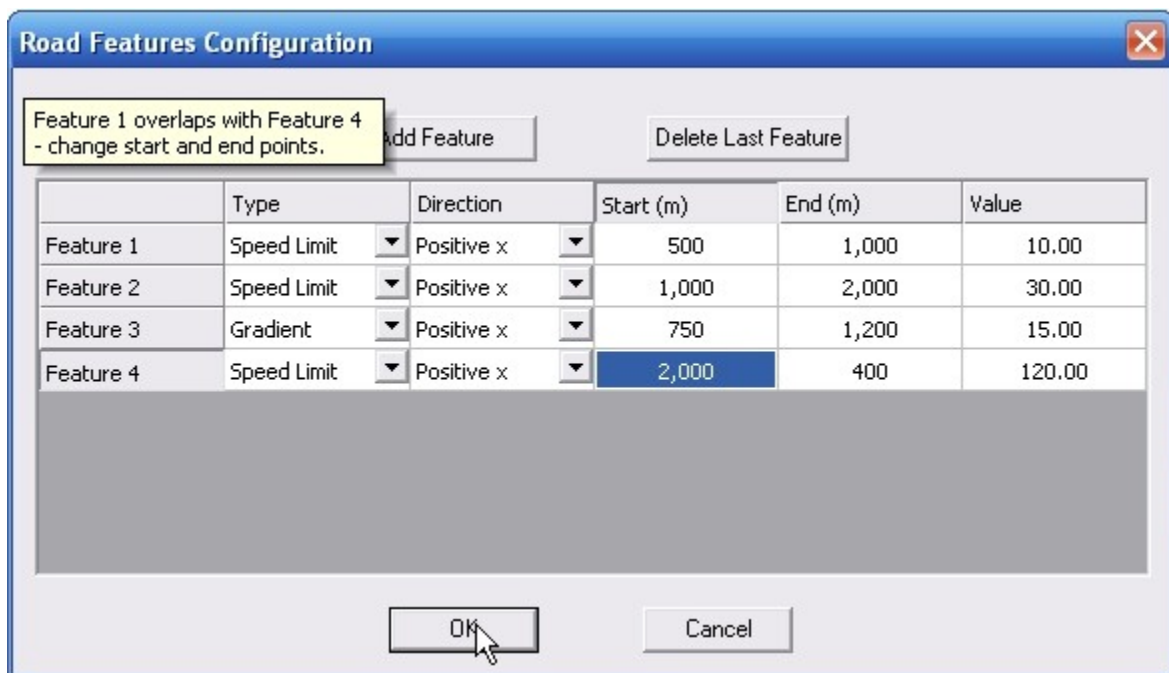 Road Features Configuration
Feature 1 overlaps with Feature 4
- change start and end points.
Add Feature
Delete Last Feature
Type Direction Start (m) End (m) Value
Feature 1 Speed Limit Positive x 500 1,000 10.00
Feature 2 Speed Limit Positive x 1,000 2,000 30.00
Feature 3 Gradient Positive x 750 1,200 15.00
Feature 4 Speed Limit Positive x 2,000 400 120.00
OK Cancel